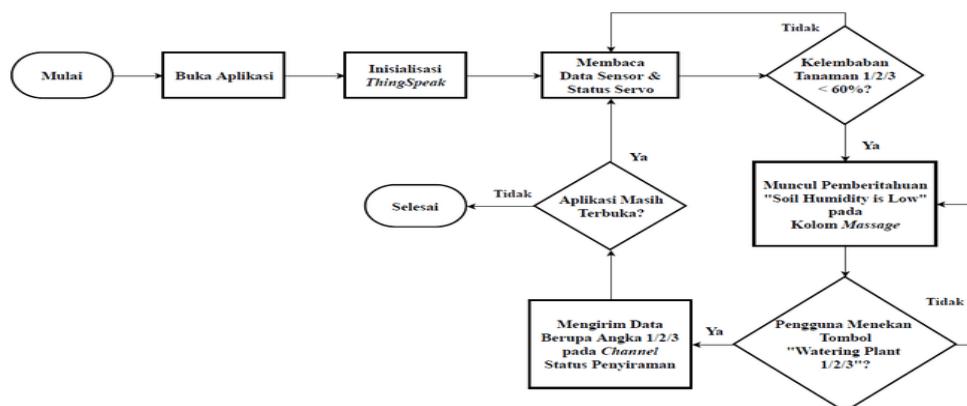 Mulai
Buka Aplikasi
Inisialisasi
ThingSpeak
Membaca
Data Sensor &
Status Servo
Tidak
Kelembaban
Tanaman 1/2/3
< 60%?
Ya
Muncul Pemberitahuan
"Soil Humidity is Low"
pada
Kolom Massage
Tidak
Pengguna Menekan
Tombol
"Watering Plant
1/2/3"?
Ya
Mengirim Data
Berupa Angka 1/2/3
pada Channel
Status Penyiraman
Aplikasi Masih
Terbuka?
Ya
Tidak
Selesai